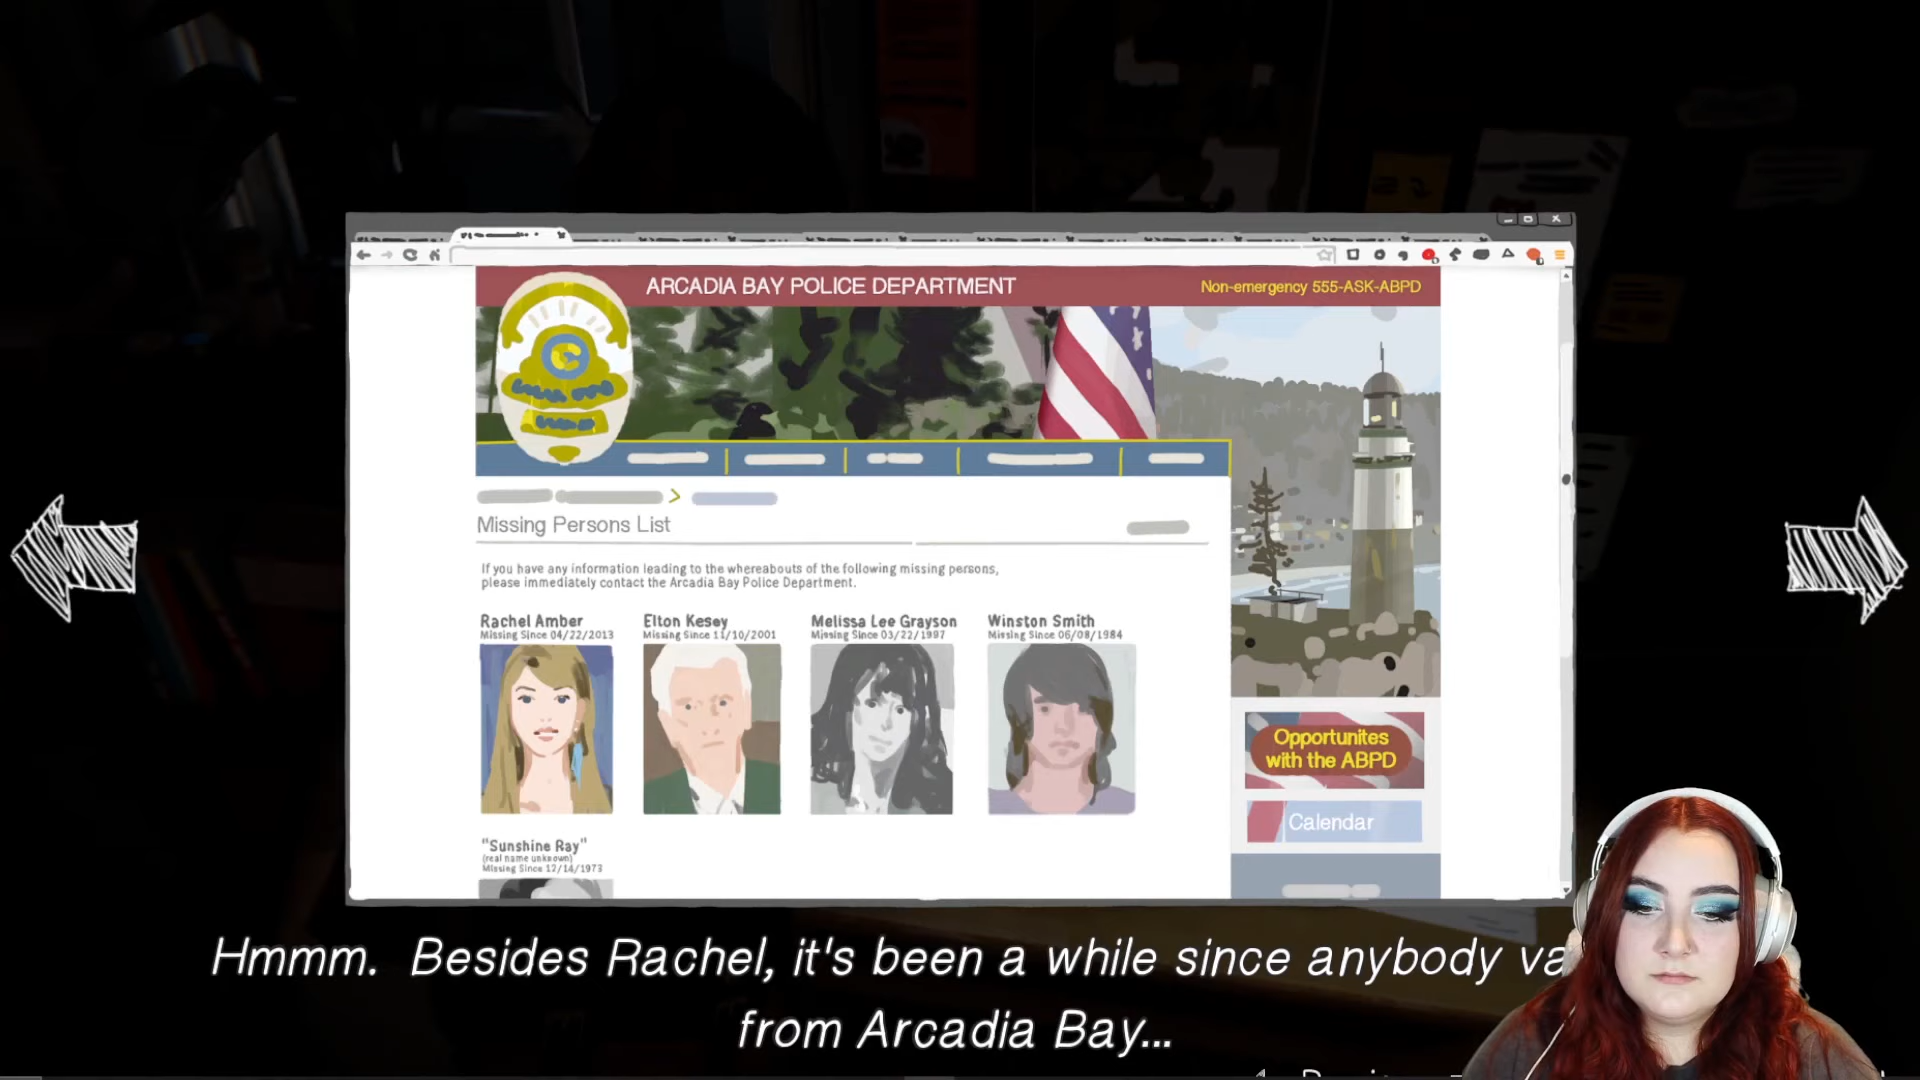 ARCADIA BAY POLICE DEPARTMENT
Non-emergency 555-ASK-ABPD
Missing Persons List
If you have any information leading to the whereabouts of the following missing persons,
please immediately contact the Arcadia Bay Police Department.
Rachel Amber
Missing Since 04/22/2013
Elton Kesey
Missing Since 11/10/2001
Melissa Lee Grayson
Missing Since 03/22/1997
Winston Smith
Missing Since 06/08/1984
"Sunshine Ray"
(real name unknown)
Missing Since 12/14/1973
Opportunites
with the ABPD
Calendar
Hmmm. Besides Rachel, it's been a while since anybody va
from Arcadia Bay...